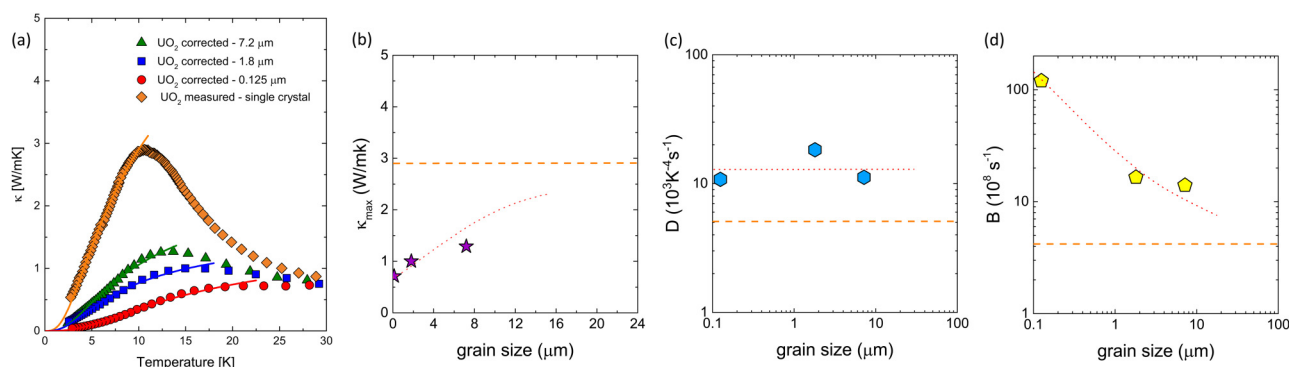 (a)
5
4
3
2
1
0
κ [W/mK]
UO₂ corrected - 7.2 μm
UO₂ corrected - 1.8 μm
UO₂ corrected - 0.125 μm
UO₂ measured - single crystal
0 5 10 15 20 25 30
Temperature [K]
(b)
5
4
3
2
1
0
κmax (W/mk)
0 4 8 12 16 20 24
grain size (μm)
(c)
100
10
1
D (10³K⁻⁴s⁻¹)
0.1 1 10 100
grain size (μm)
(d)
100
10
1
B (10⁸ s⁻¹)
0.1 1 10 100
grain size (μm)